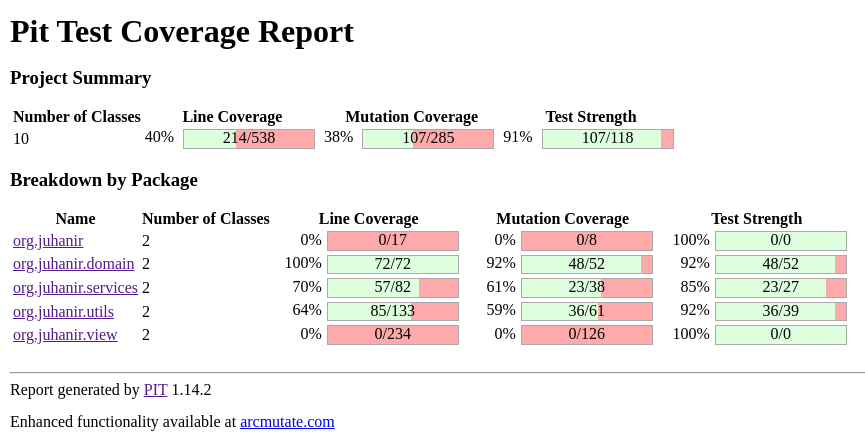 Pit Test Coverage Report
Project Summary
Number of Classes Line Coverage Mutation Coverage Test Strength
10 40% 214/538 38% 107/285 91% 107/118
Breakdown by Package
Name Number of Classes Line Coverage Mutation Coverage Test Strength
org.juhanir 2 0% 0/17 0% 0/8 100% 0/0
org.juhanir.domain 2 100% 72/72 92% 48/52 92% 48/52
org.juhanir.services 2 70% 57/82 61% 23/38 85% 23/27
org.juhanir.utils 2 64% 85/133 59% 36/61 92% 36/39
org.juhanir.view 2 0% 0/234 0% 0/126 100% 0/0
Report generated by PIT 1.14.2
Enhanced functionality available at arcmutate.com